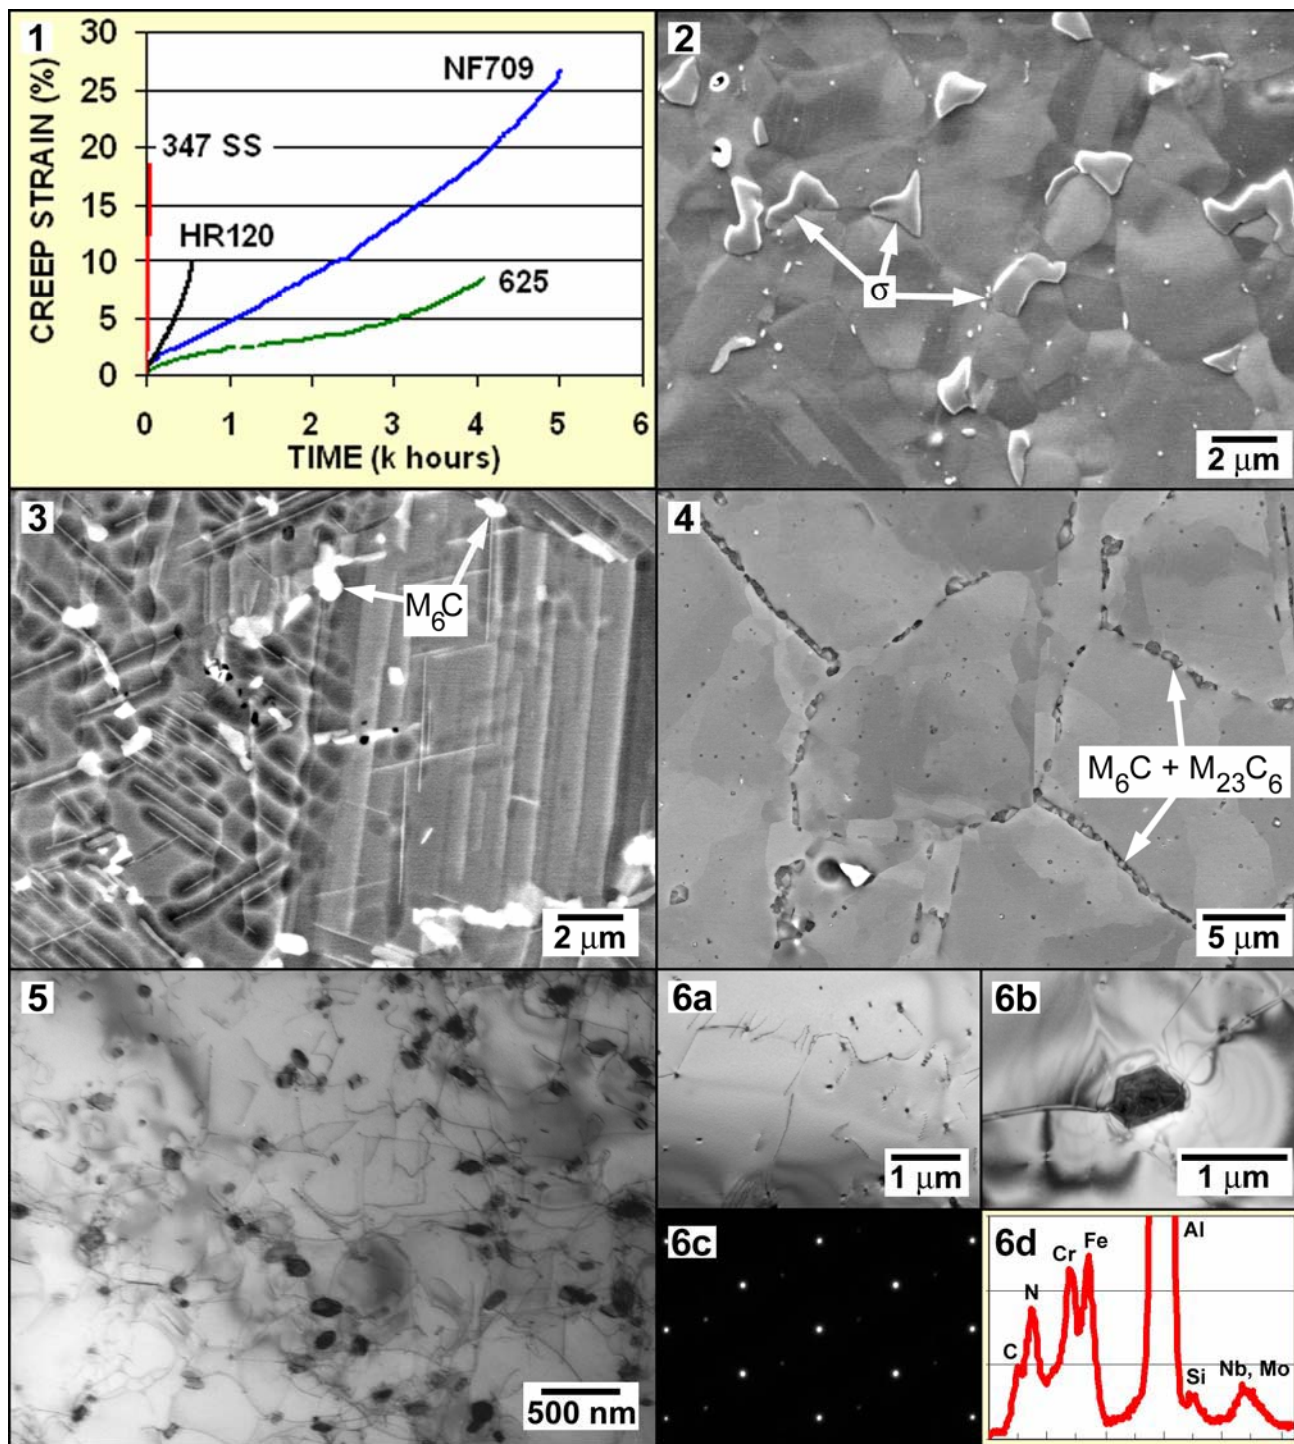 1
30
25
20
15
10
5
0
CREEP STRAIN (%)
NF709
347 SS
HR120
625
0 1 2 3 4 5 6
TIME (k hours)
2
σ
2 μm
3
M6C
2 μm
4
M6C + M23C6
5 μm
5
500 nm
6a
1 μm
6b
1 μm
6c
6d
C
N
Cr
Fe
Al
Si
Nb, Mo